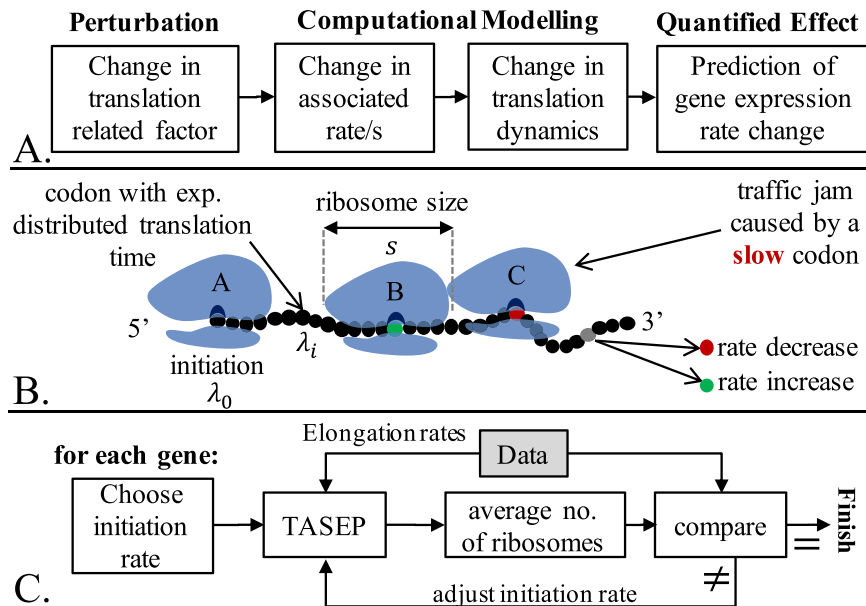 Perturbation
Computational Modelling
Quantified Effect
Change in
translation
related factor
Change in
associated
rate/s
Change in
translation
dynamics
Prediction of
gene expression
rate change
A.
codon with exp.
distributed translation
time
ribosome size
s
traffic jam
caused by a
slow codon
A
B
C
5'
3'
λi
initiation
λ0
rate decrease
rate increase
B.
Elongation rates
for each gene:
Data
Choose
initiation
rate
TASEP
average no.
of ribosomes
compare
=
Finish
≠
adjust initiation rate
C.